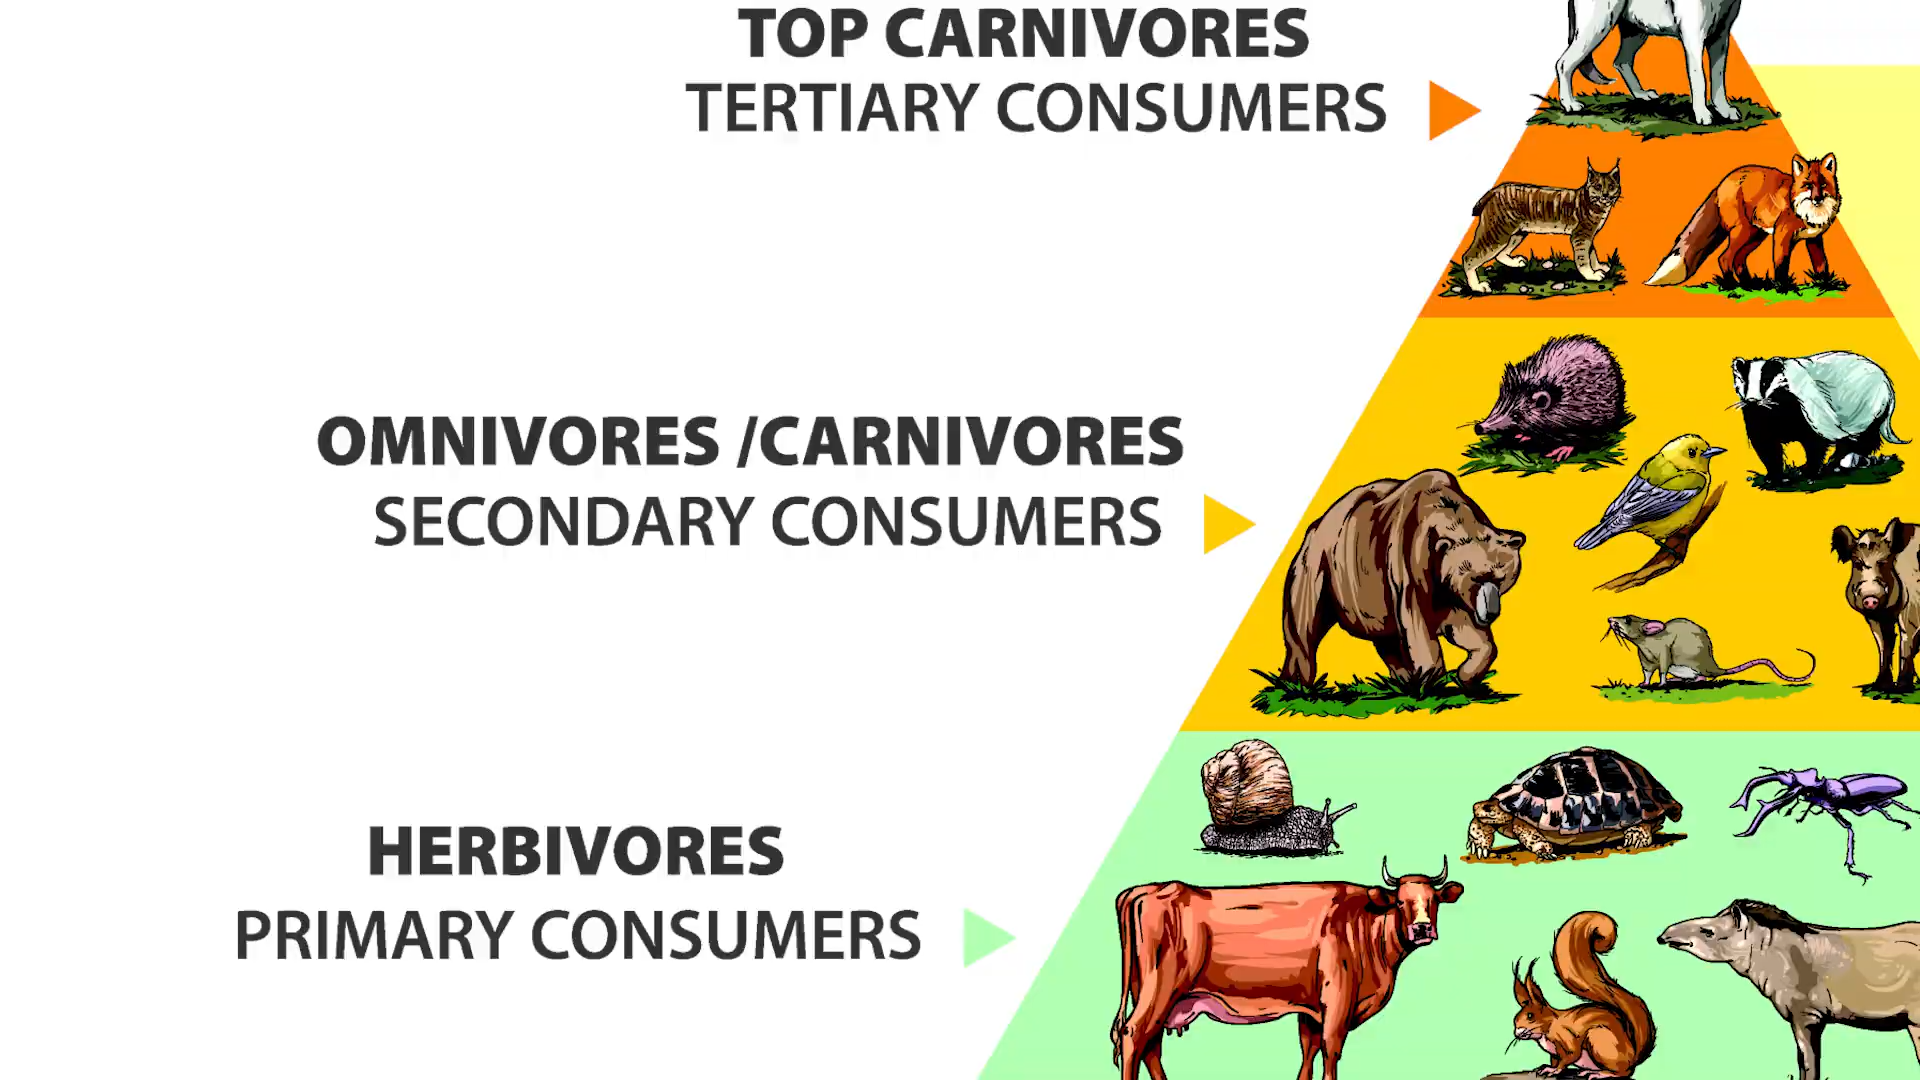 TOP CARNIVORES
TERTIARY CONSUMERS
OMNIVORES /CARNIVORES
SECONDARY CONSUMERS
HERBIVORES
PRIMARY CONSUMERS